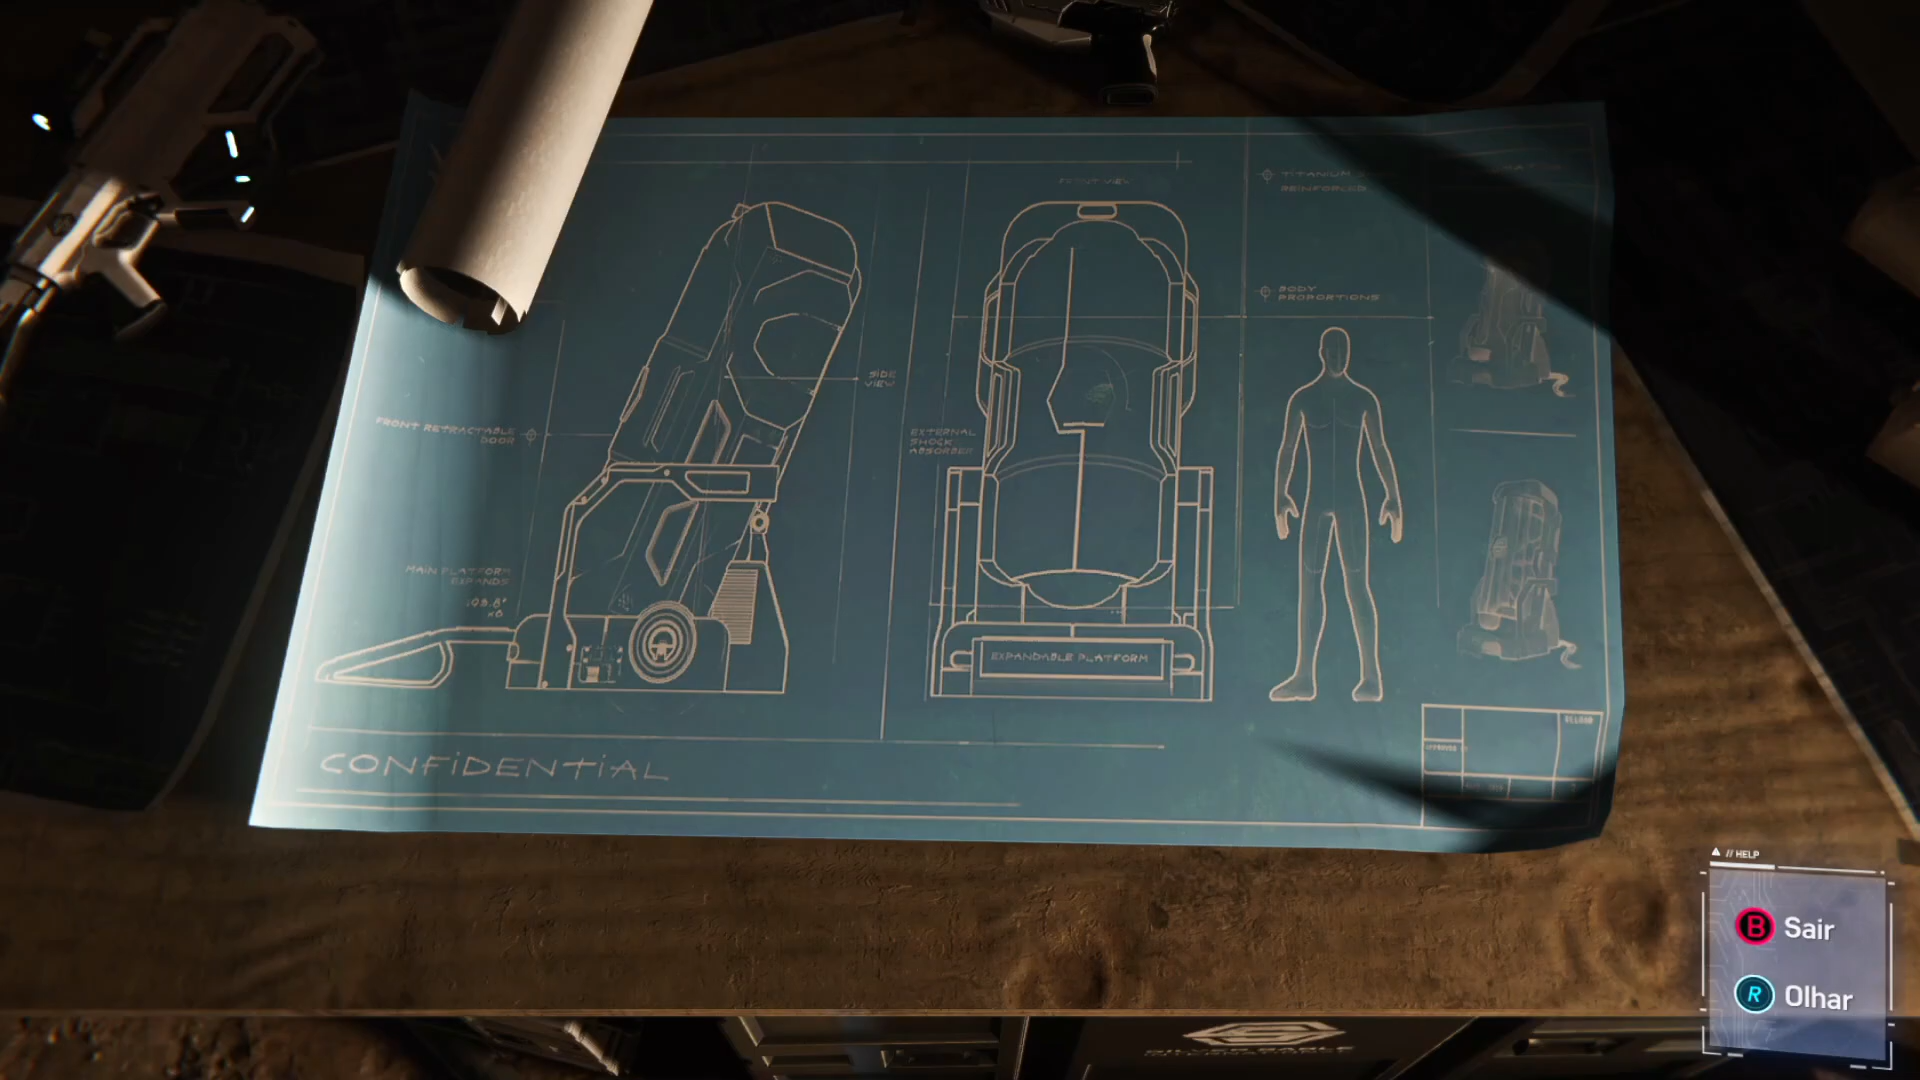 FRONT VIEW
TITANIUM
REINFORCED
BODY
PROPORTIONS
SIDE
VIEW
FRONT RETRACTABLE
DOOR
EXTERNAL
SHOCK
ABSORBER
MAIN PLATFORM
EXPANDS
EXPANDABLE PLATFORM
CONFIDENTIAL
// HELP
B Sair
R Olhar